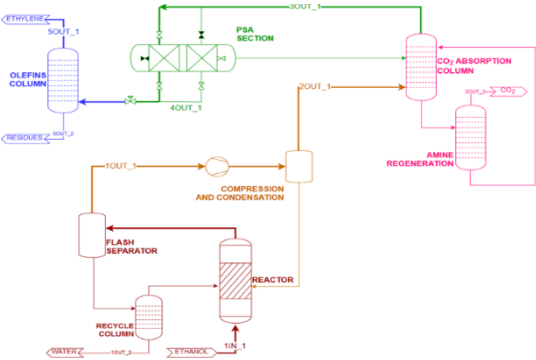 ETHYLENE
5OUT_1
3OUT_1
PSA
SECTION
OLEFINS
COLUMN
CO2 ABSORPTION
COLUMN
2OUT_1
3OUT_2
CO2
4OUT_1
RESIDUES
5OUT_2
AMINE
REGENERATION
1OUT_1
COMPRESSION
AND CONDENSATION
FLASH
SEPARATOR
REACTOR
RECYCLE
COLUMN
1IN_1
WATER
1OUT_2
ETHANOL